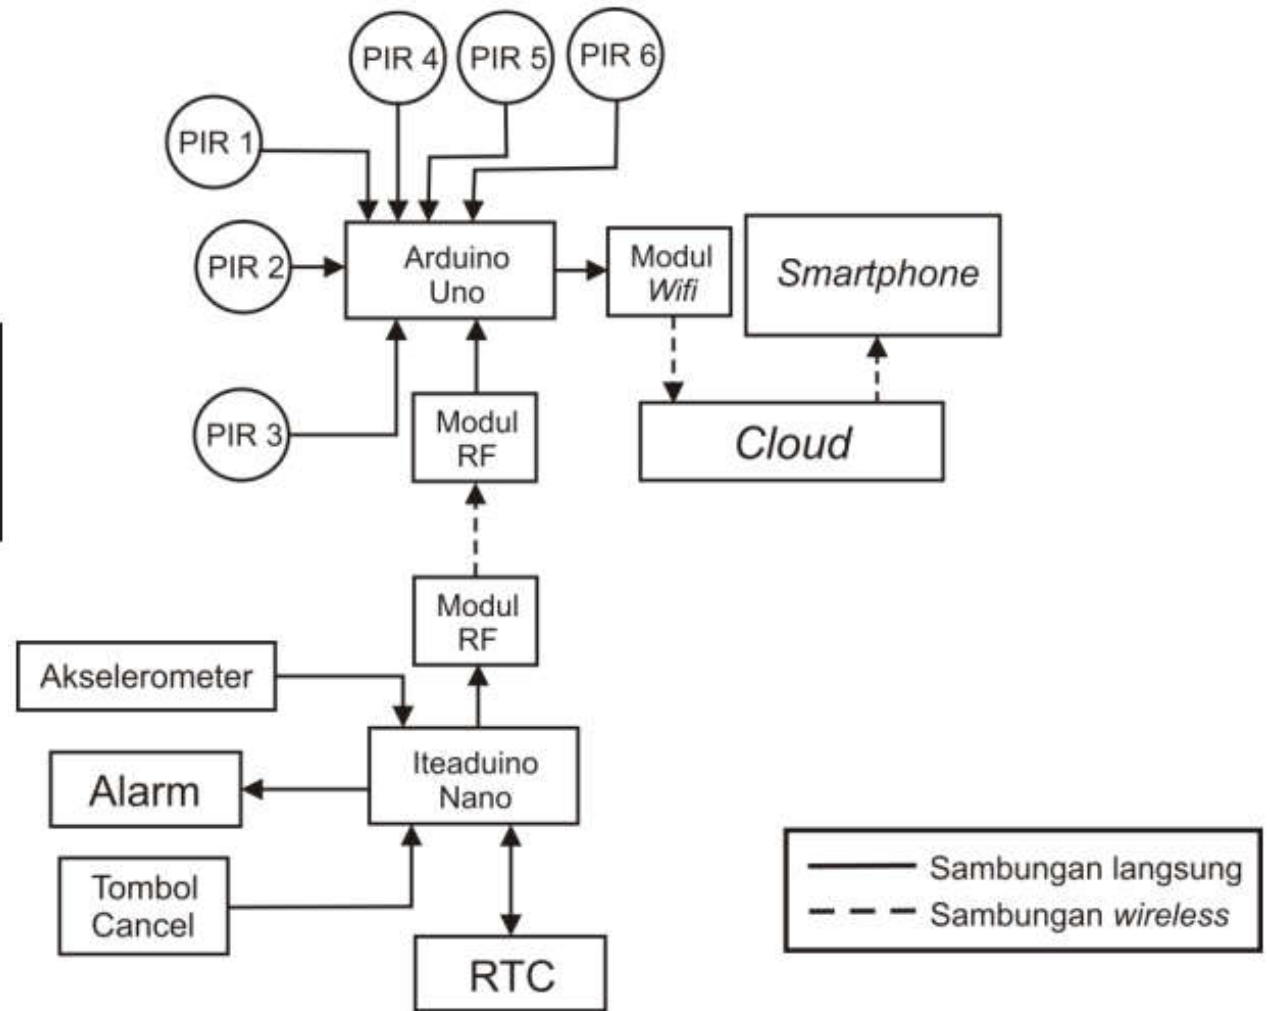 PIR 4
PIR 5
PIR 6
PIR 1
PIR 2
Arduino
Uno
Modul
Wifi
Smartphone
PIR 3
Modul
RF
Cloud
Modul
RF
Akselerometer
Iteaduino
Nano
Alarm
Tombol
Cancel
RTC
Sambungan langsung
Sambungan wireless